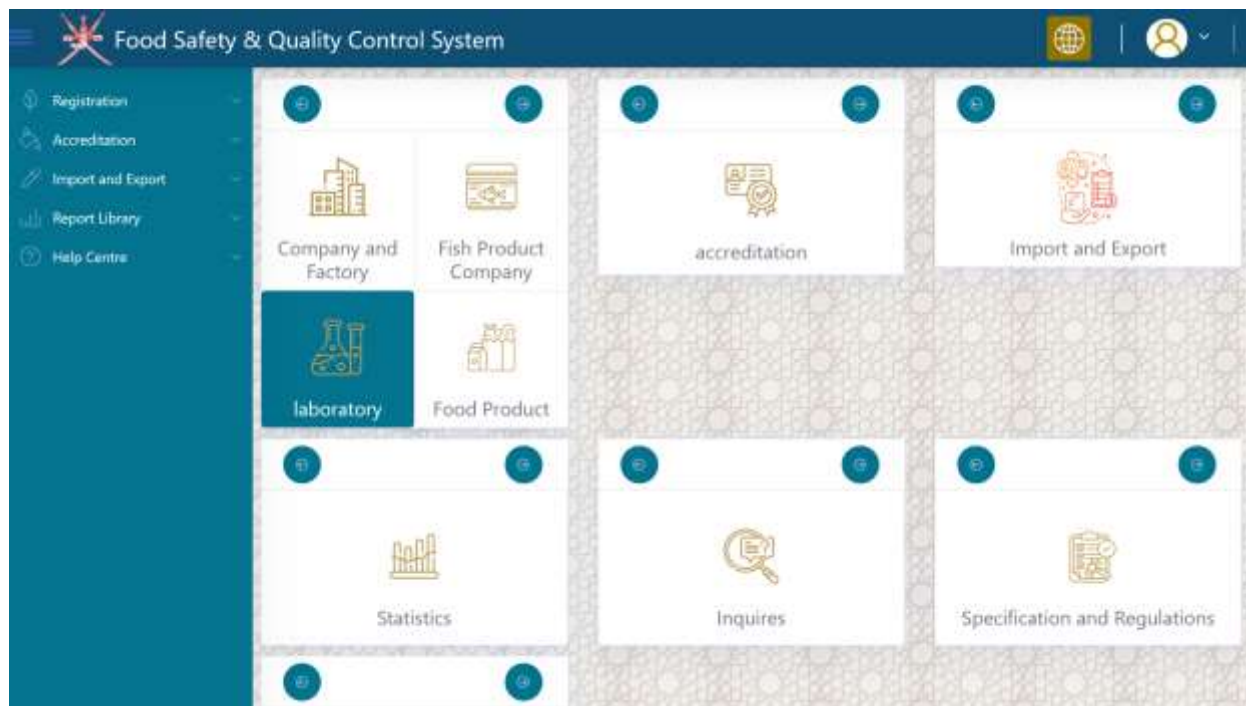 Food Safety & Quality Control System
Registration
Accreditation
Import and Export
Report Library
Help Centre
Company and
Factory
Fish Product
Company
laboratory
Food Product
accreditation
Import and Export
Statistics
Inquires
Specification and Regulations